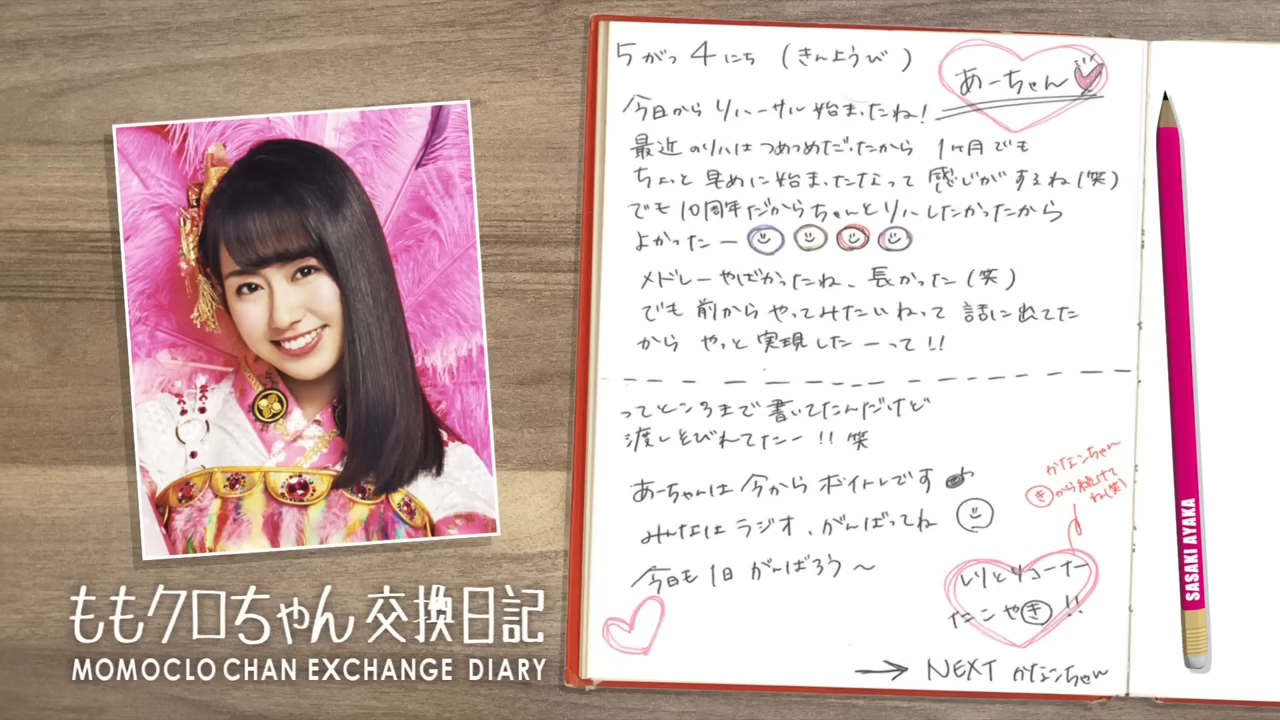 5がつ 4にち (きんようび)
あーちゃん
今日から リハーサル始まったね!
最近のリハはつめつめだったから 1ヶ月でも
ちょっと早めに始まったなって感じがするね(笑)
でも10周年だからちゃんとリハしたかったから
よかったー
メドレーやばかったね、長かった(笑)
でも前からやってみたいねって話に出てた
から やっと実現したーって!!
ってところまで書いてたんだけど
渡しそびれてたー!!笑
あーちゃんは今からボイトレです
みんなはラジオ、がんばってね
今日も1日がんばろう〜
かなこちゃん
きから続けて
ね(笑)
しりとりコーナー
たこやき!!
→ NEXT かなこちゃん
SASAKI AYAKA
ももクロちゃん交換日記
MOMOCLO CHAN EXCHANGE DIARY